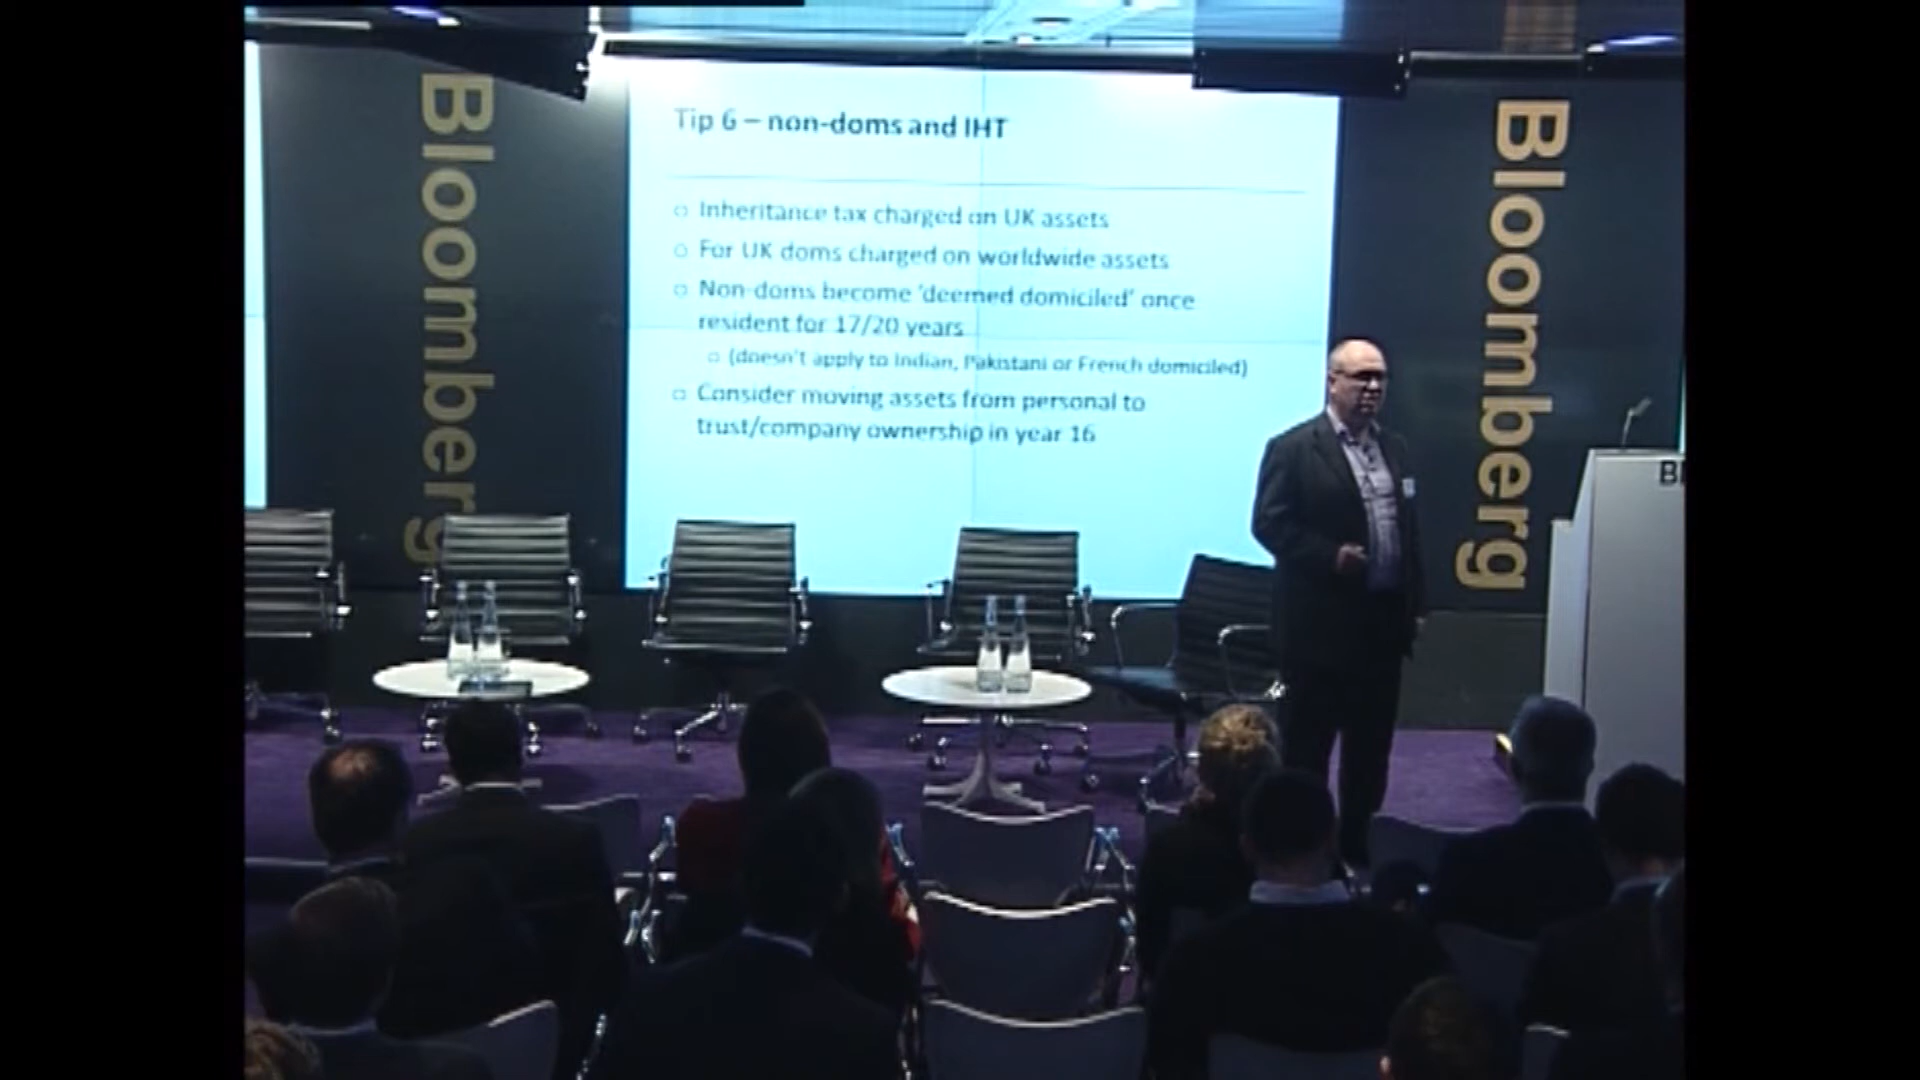 Bloomberg
Tip 6 – non-doms and IHT
Inheritance tax charged on UK assets
For UK doms charged on worldwide assets
Non-doms become 'deemed domiciled' once
resident for 17/20 years
(doesn't apply to Indian, Pakistani or French domiciled)
Consider moving assets from personal to
trust/company ownership in year 16
Bloomberg
Bl